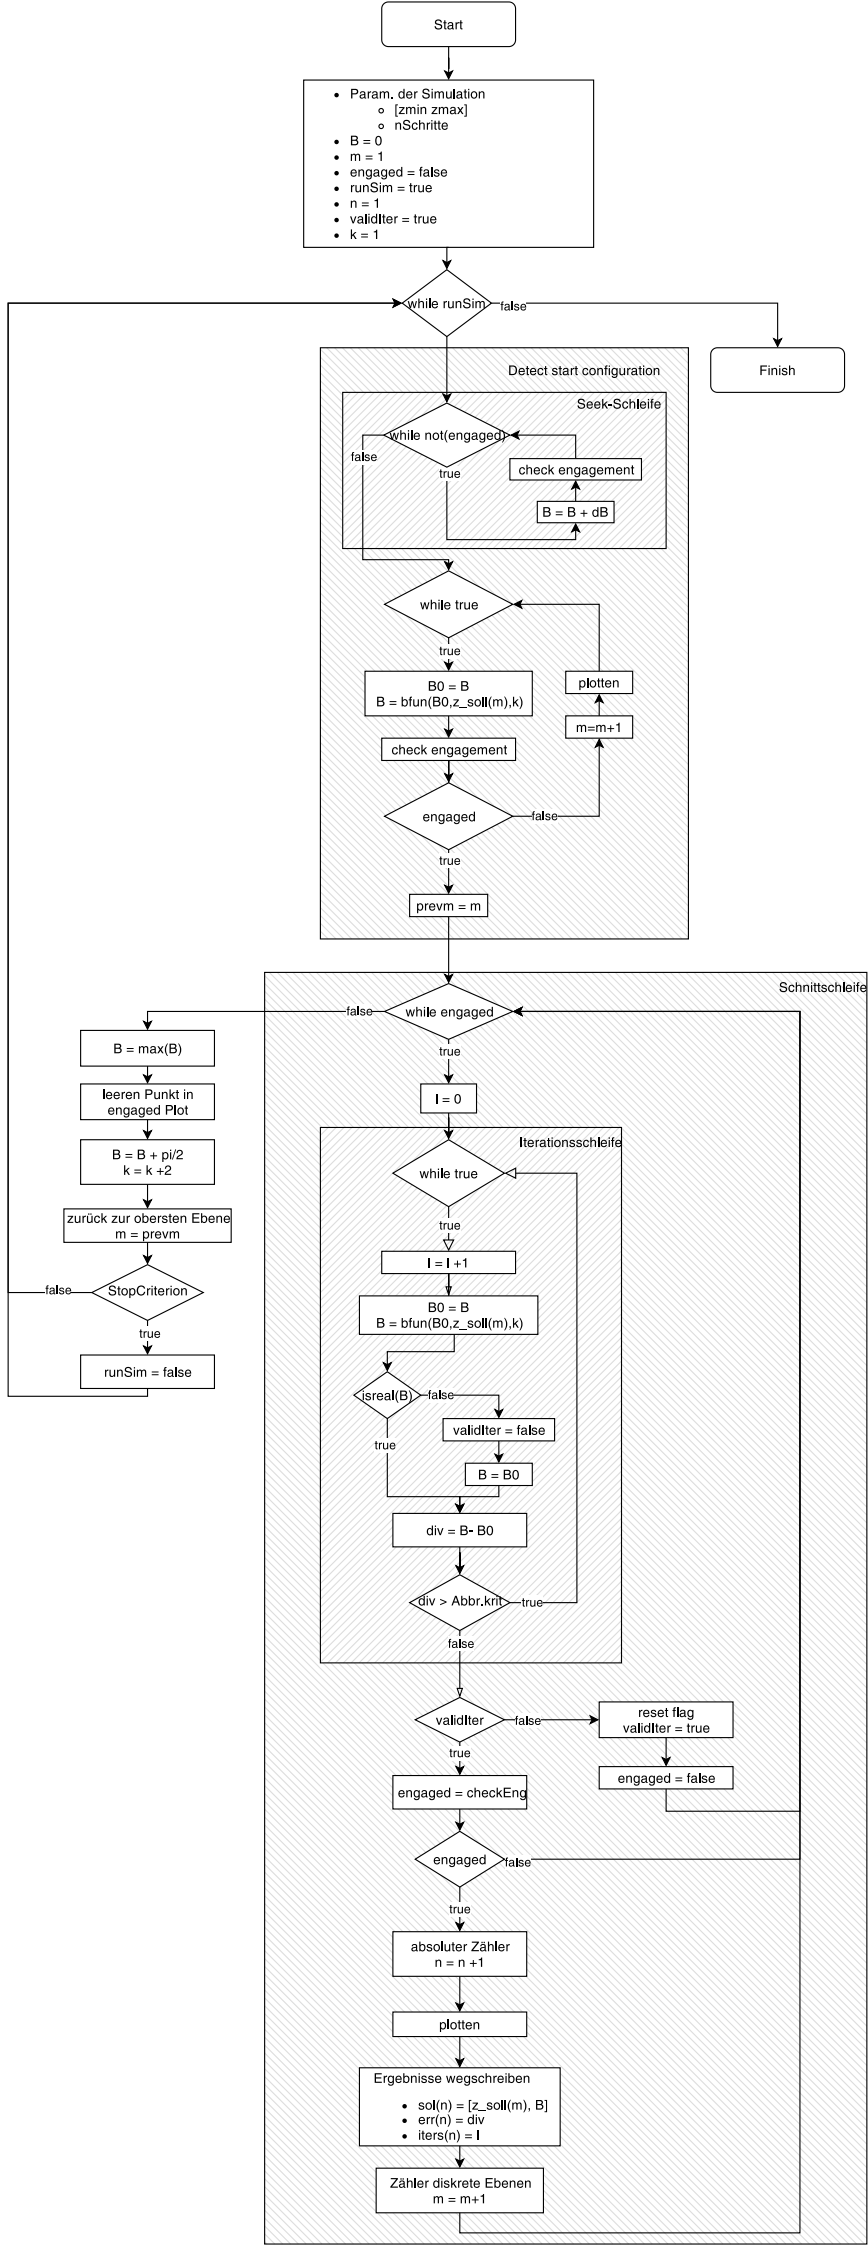 Start
• Param. der Simulation
○ [zmin zmax]
○ nSchritte
• B = 0
• m = 1
• engaged = false
• runSim = true
• n = 1
• validIter = true
• k = 1
while runSim
false
Finish
Detect start configuration
Seek-Schleife
while not(engaged)
false
true
check engagement
B = B + dB
while true
true
B0 = B
B = bfun(B0,z_soll(m),k)
plotten
m=m+1
check engagement
engaged
false
true
prevm = m
Schnittschleife
while engaged
false
true
B = max(B)
leeren Punkt in
engaged Plot
B = B + pi/2
k = k +2
zurück zur obersten Ebene
m = prevm
StopCriterion
false
true
runSim = false
I = 0
Iterationsschleife
while true
true
I = I +1
B0 = B
B = bfun(B0,z_soll(m),k)
isreal(B)
false
true
validIter = false
B = B0
div = B- B0
div > Abbr.krit
true
false
validIter
false
reset flag
validIter = true
engaged = false
true
engaged = checkEng
engaged
false
true
absoluter Zähler
n = n +1
plotten
Ergebnisse wegschreiben
• sol(n) = [z_soll(m), B]
• err(n) = div
• iters(n) = I
Zähler diskrete Ebenen
m = m+1